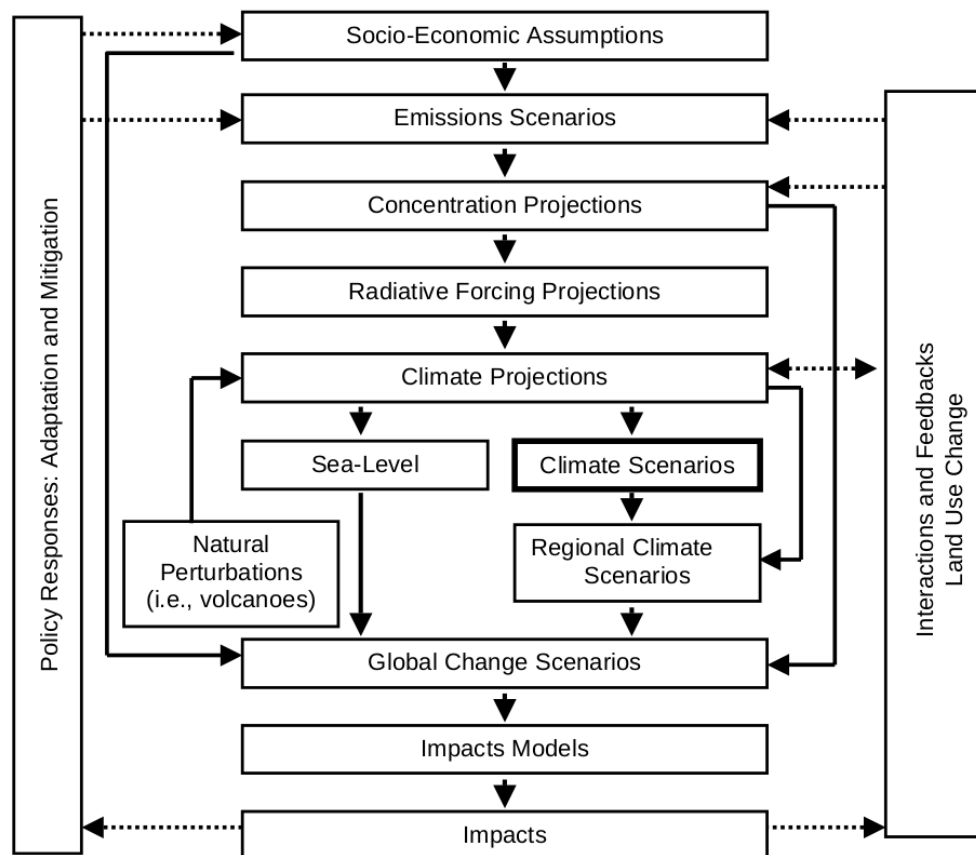 Socio-Economic Assumptions
Emissions Scenarios
Concentration Projections
Radiative Forcing Projections
Climate Projections
Sea-Level
Climate Scenarios
Natural
Perturbations
(i.e., volcanoes)
Regional Climate
Scenarios
Global Change Scenarios
Impacts Models
Impacts
Policy Responses: Adaptation and Mitigation
Interactions and Feedbacks
Land Use Change